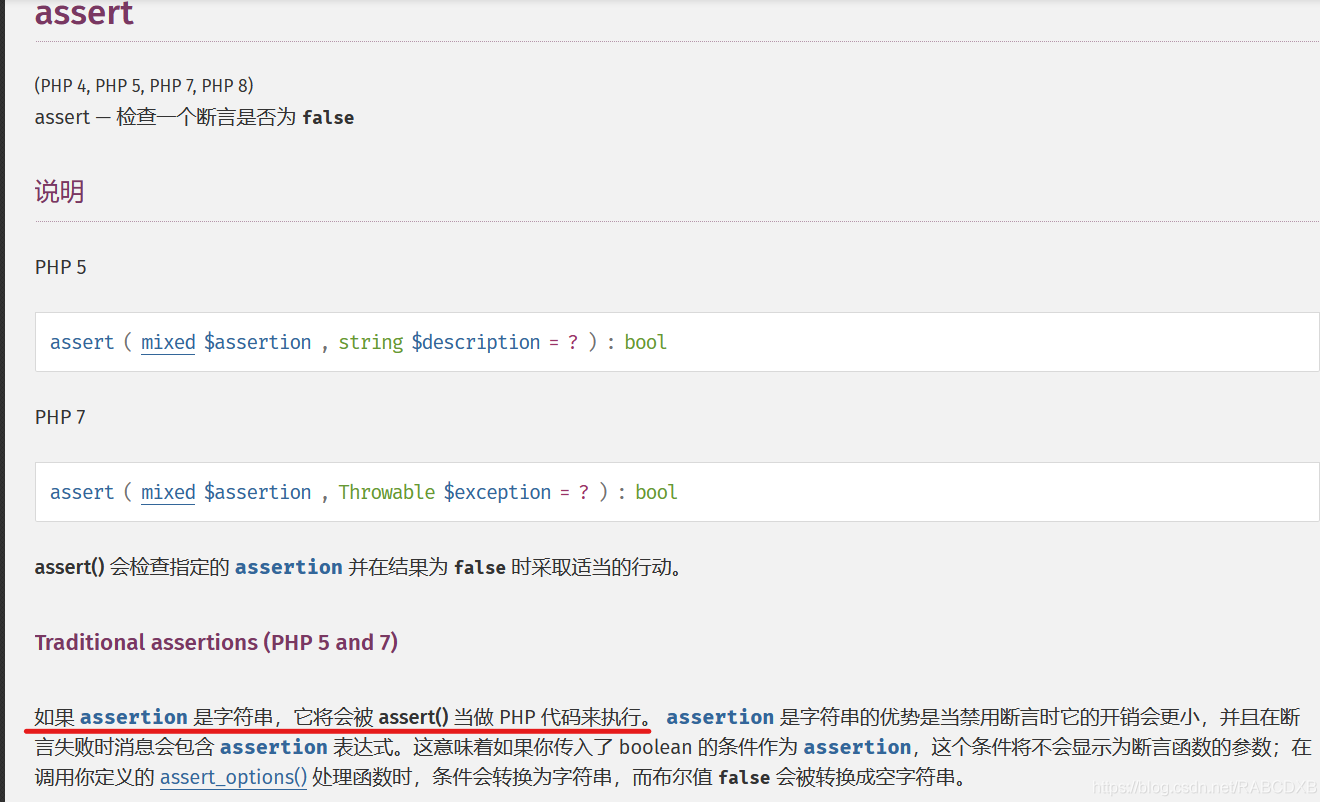 assert
(PHP 4, PHP 5, PHP 7, PHP 8)
assert — 检查一个断言是否为 false
说明
PHP 5
assert ( mixed $assertion , string $description = ? ) : bool
PHP 7
assert ( mixed $assertion , Throwable $exception = ? ) : bool
assert() 会检查指定的 assertion 并在结果为 false 时采取适当的行动。
Traditional assertions (PHP 5 and 7)
如果 assertion 是字符串，它将会被 assert() 当做 PHP 代码来执行。 assertion 是字符串的优势是当禁用断言时它的开销会更小，并且在断
言失败时消息会包含 assertion 表达式。这意味着如果你传入了 boolean 的条件作为 assertion，这个条件将不会显示为断言函数的参数；在
调用你定义的 assert_options() 处理函数时，条件会转换为字符串，而布尔值 false 会被转换成空字符串。
https://blog.csdn.net/RABCDXB